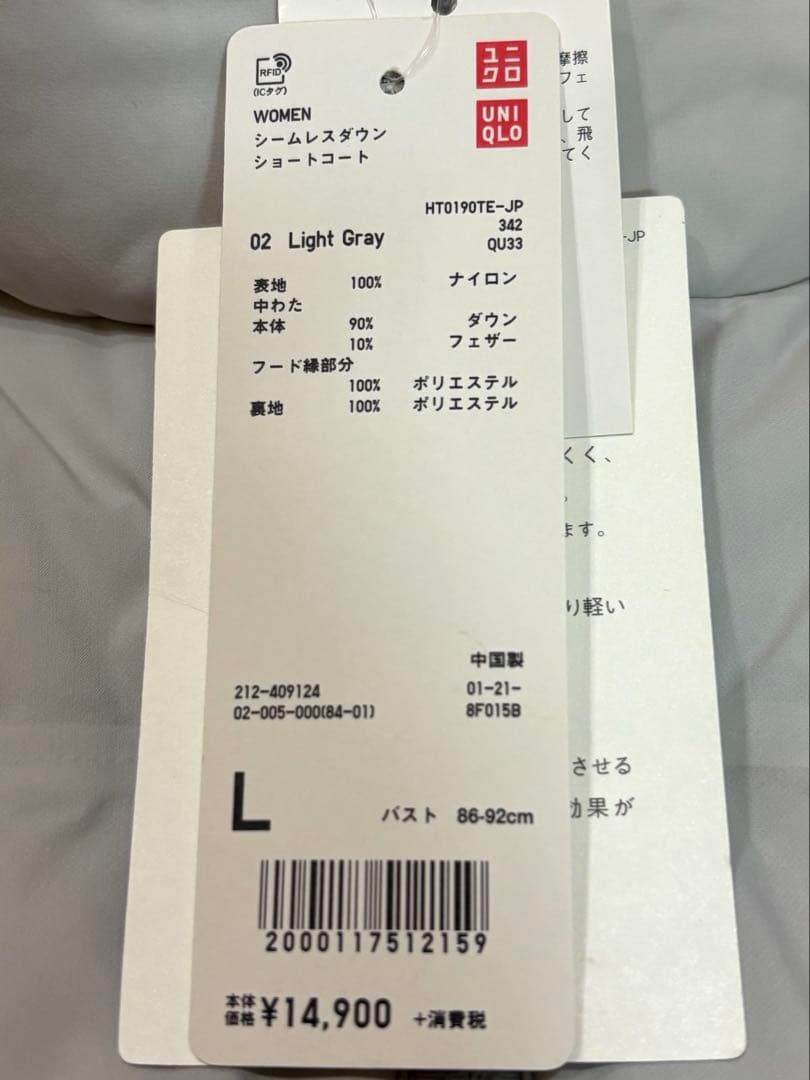 RFID
(ICタグ)
ユニ
クロ
UNI
QLO
WOMEN
シームレスダウン
ショートコート
HT0190TE-JP
342
QU33
02 Light Gray
表地 100% ナイロン
中わた
本体 90% ダウン
10% フェザー
フード縁部分
100% ポリエステル
裏地 100% ポリエステル
中国製
212-409124 01-21-
02-005-000(84-01) 8F015B
L バスト 86-92cm
2000117512159
本体
価格 ¥14,900 +消費税
摩擦
フェ
して
、飛
てく
-JP
くく、
。
ます。
り軽い
させる
効果が